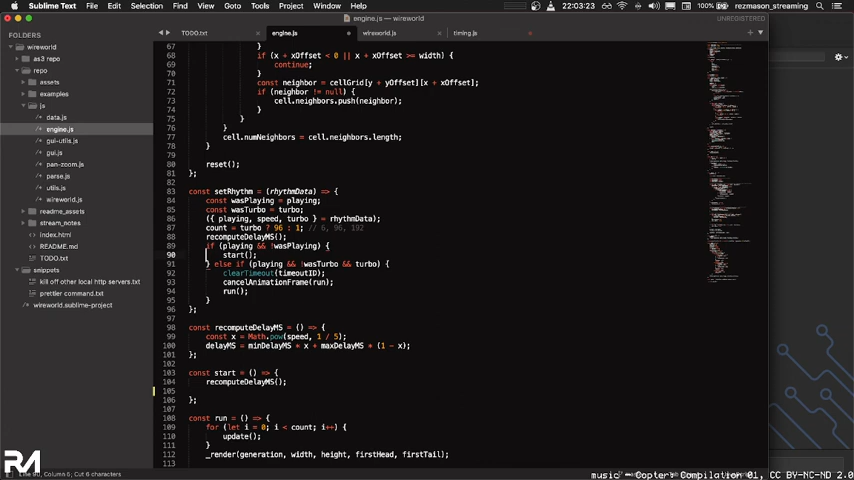 Sublime Text File Edit Selection Find View Goto Tools Project Window Help
100% 22:03:23 rezmason_streaming
engine.js — wireworld
UNREGISTERED
FOLDERS
wireworld
as3 repo
repo
assets
examples
js
data.js
engine.js
gui-utils.js
gui.js
pan-zoom.js
parse.js
utils.js
wireworld.js
readme_assets
stream_notes
index.html
README.md
TODO.txt
snippets
kill off other local http servers.txt
prettier command.txt
wireworld.sublime-project
TODO.txt
engine.js
wireworld.js
timing.js
67 }
68 if (x + xOffset < 0 || x + xOffset >= width) {
69 continue;
70 }
71 const neighbor = cellGrid[y + yOffset][x + xOffset];
72 if (neighbor != null) {
73 cell.neighbors.push(neighbor);
74 }
75 }
76 }
77 cell.numNeighbors = cell.neighbors.length;
78 }
79
80 reset();
81 };
82
83 const setRhythm = (rhythmData) => {
84 const wasPlaying = playing;
85 const wasTurbo = turbo;
86 ({ playing, speed, turbo } = rhythmData);
87 count = turbo ? 96 : 1; // 6, 96, 192
88 recomputeDelayMS();
89 if (playing && !wasPlaying) {
90 start();
91 } else if (playing && !wasTurbo && turbo) {
92 clearTimeout(timeoutID);
93 cancelAnimationFrame(run);
94 run();
95 }
96 };
97
98 const recomputeDelayMS = () => {
99 const x = Math.pow(speed, 1 / 5);
100 delayMS = minDelayMS * x + maxDelayMS * (1 - x);
101 };
102
103 const start = () => {
104 recomputeDelayMS();
105
106 };
107
108 const run = () => {
109 for (let i = 0; i < count; i++) {
110 update();
111 }
112 _render(generation, width, height, firstHead, firstTail);
113
RM
Line 90, Column 5; Cut 6 characters
music — Copter Compilation 01, CC BY-NC-ND 2.0